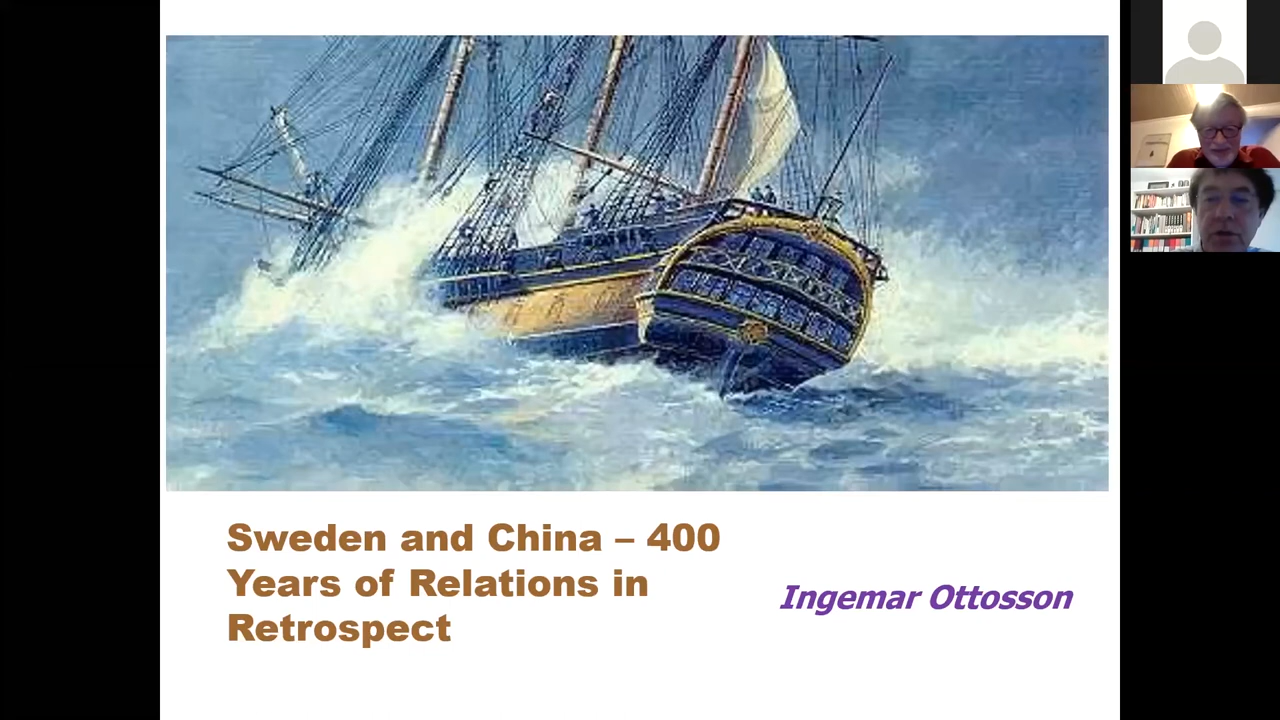 Sweden and China – 400
Years of Relations in
Retrospect
Ingemar Ottosson